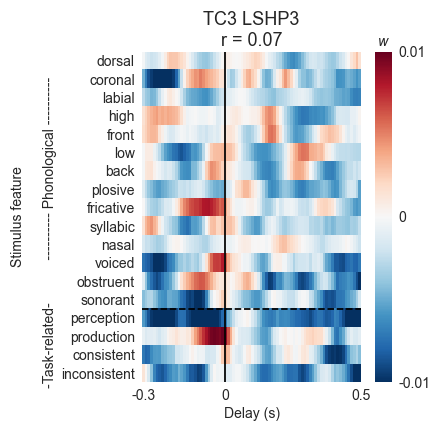 TC3 LSHP3
r = 0.07
w
dorsal
coronal
labial
high
front
low
back
plosive
fricative
syllabic
nasal
voiced
obstruent
sonorant
perception
production
consistent
inconsistent
Stimulus feature
---------- Phonological ----------
-Task-related-
0.01
0
-0.01
-0.3
0
0.5
Delay (s)